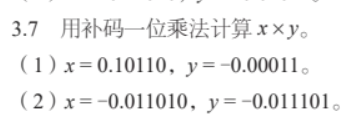 3.7 用补码一位乘法计算 x×y。
（1）x=0.10110，y=-0.00011。
（2）x=-0.011010，y=-0.011101。